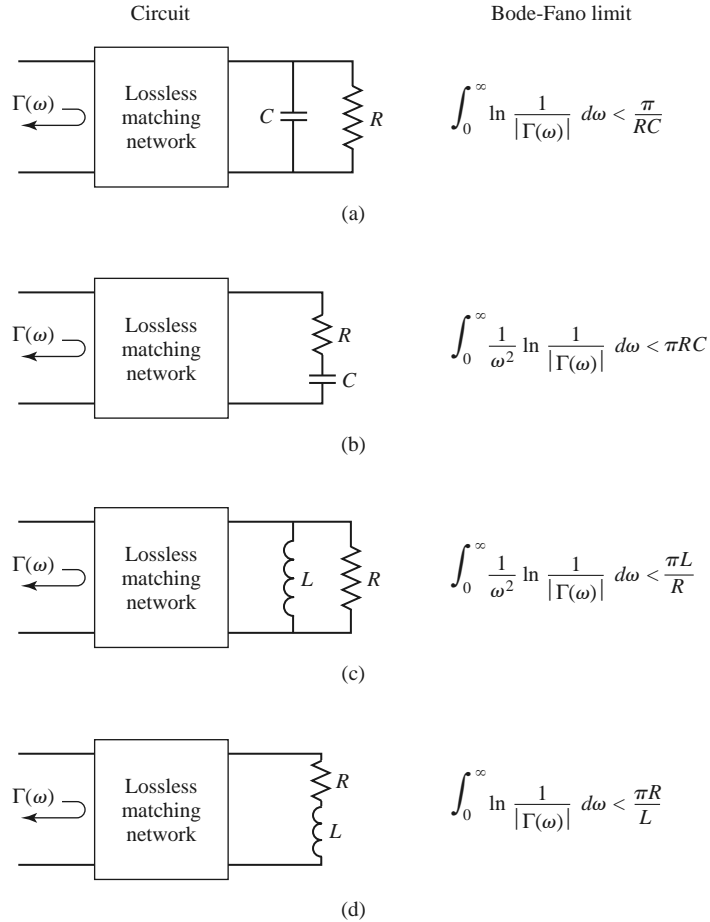 Circuit
Bode-Fano limit
Γ(ω)
Lossless
matching
network
C
R
∫₀^∞ ln 1/|Γ(ω)| dω < π/RC
(a)
Γ(ω)
Lossless
matching
network
R
C
∫₀^∞ 1/ω² ln 1/|Γ(ω)| dω < πRC
(b)
Γ(ω)
Lossless
matching
network
L
R
∫₀^∞ 1/ω² ln 1/|Γ(ω)| dω < πL/R
(c)
Γ(ω)
Lossless
matching
network
R
L
∫₀^∞ ln 1/|Γ(ω)| dω < πR/L
(d)